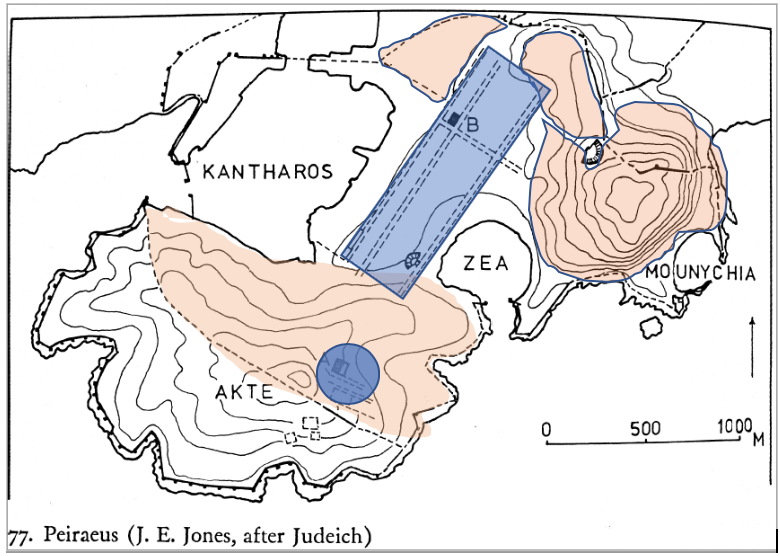 B
KANTHAROS
ZEA
MOUNYCHIA
A
AKTE
0 500 1000 M
77. Peiraeus (J. E. Jones, after Judeich)